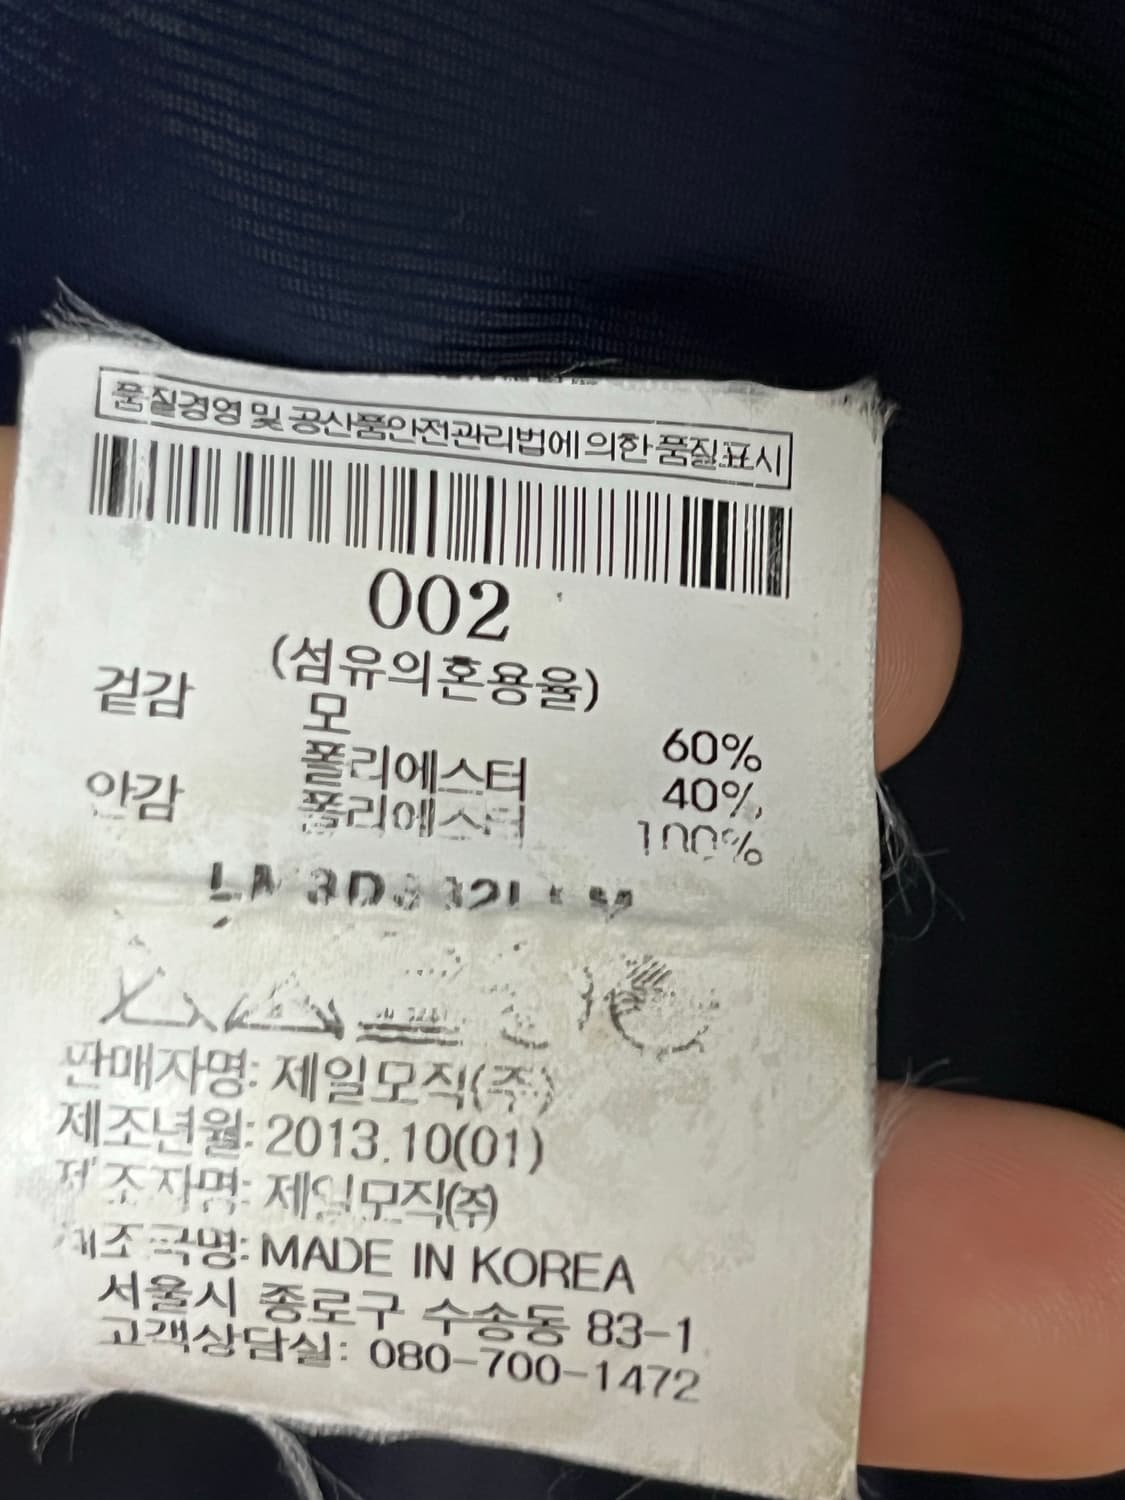 품질경영 및 공산품안전관리법에 의한 품질표시
002
(섬유의혼용율)
겉감 모 60%
폴리에스터 40%
안감 폴리에스터 100%
판매자명: 제일모직(주)
제조년월: 2013.10(01)
제조자명: 제일모직(주)
제조국명: MADE IN KOREA
서울시 종로구 수송동 83-1
고객상담실: 080-700-1472